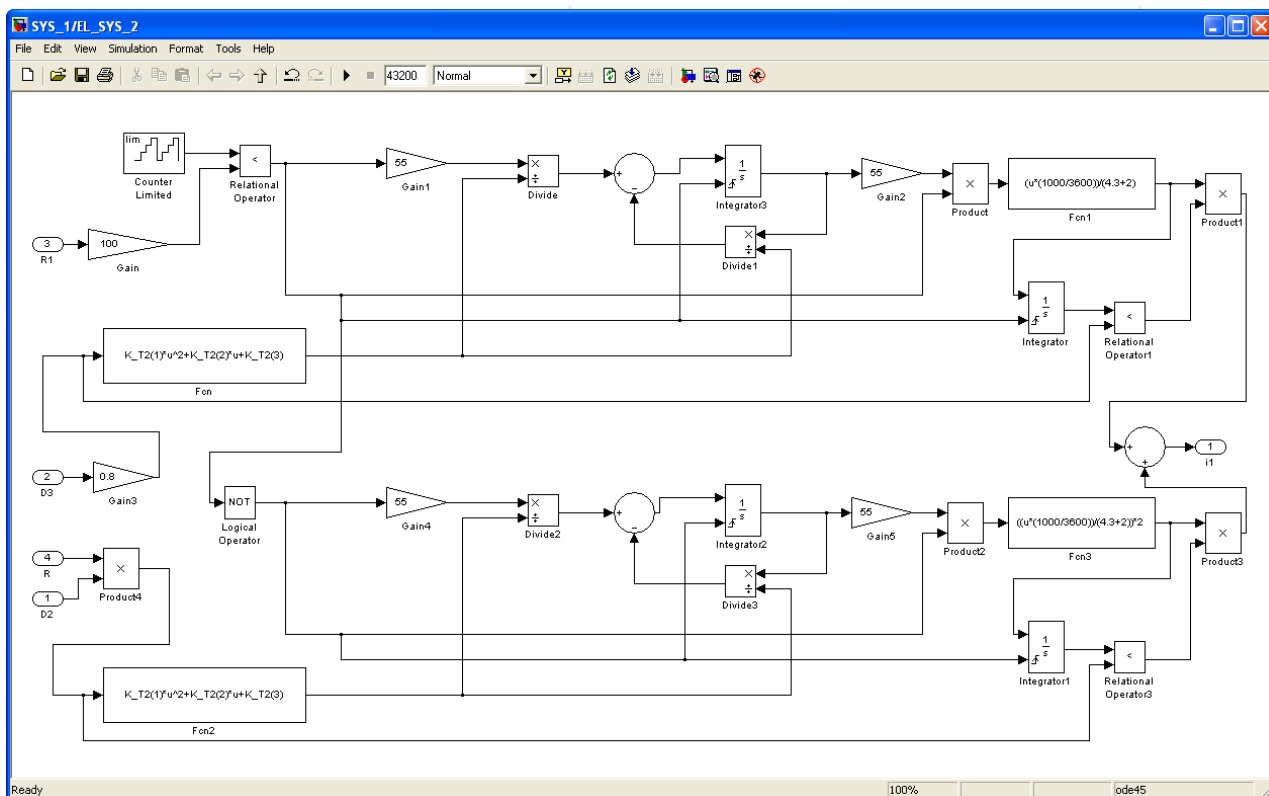 SYS_1/EL_SYS_2
File Edit View Simulation Format Tools Help
43200 Normal
lim
Counter
Limited
<
Relational
Operator
55
Gain1
×
÷
Divide
+
−
1
s
Integrator3
55
Gain2
×
Product
(u*(1000/3600))/(4.3+2)
Fcn1
×
Product1
3
R1
100
Gain
×
÷
Divide1
1
s
Integrator
<
Relational
Operator1
K_T2(1)*u^2+K_T2(2)*u+K_T2(3)
Fcn
2
D3
0.8
Gain3
+
+
1
i1
NOT
Logical
Operator
55
Gain4
×
÷
Divide2
+
−
1
s
Integrator2
55
Gain5
×
Product2
((u*(1000/3600))/(4.3+2))*2
Fcn3
×
Product3
4
R
1
D2
×
Product4
×
÷
Divide3
1
s
Integrator1
<
Relational
Operator3
K_T2(1)*u^2+K_T2(2)*u+K_T2(3)
Fcn2
Ready 100% ode45